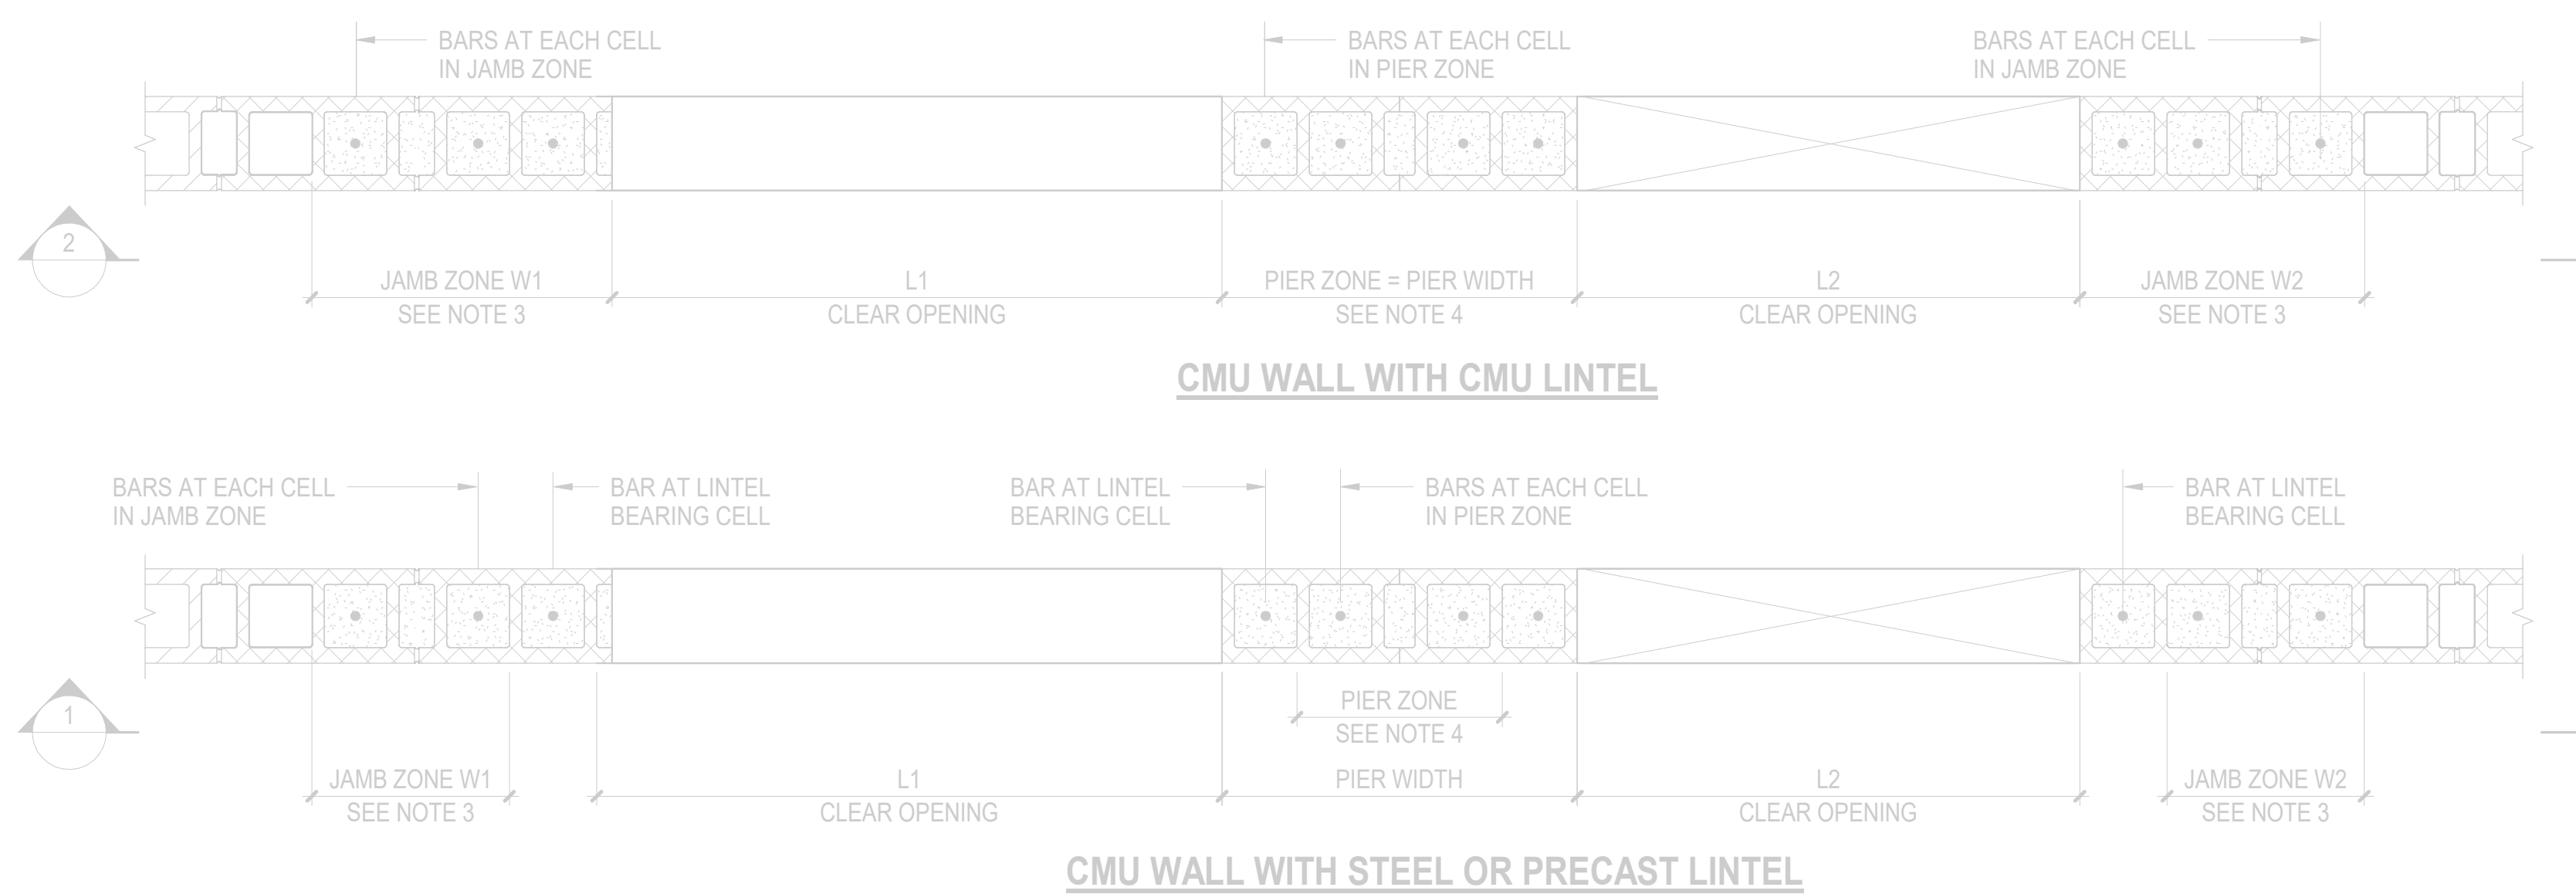 BARS AT EACH CELL
IN JAMB ZONE
BARS AT EACH CELL
IN PIER ZONE
BARS AT EACH CELL
IN JAMB ZONE
2
JAMB ZONE W1
SEE NOTE 3
L1
CLEAR OPENING
PIER ZONE = PIER WIDTH
SEE NOTE 4
L2
CLEAR OPENING
JAMB ZONE W2
SEE NOTE 3
CMU WALL WITH CMU LINTEL
BARS AT EACH CELL
IN JAMB ZONE
BAR AT LINTEL
BEARING CELL
BAR AT LINTEL
BEARING CELL
BARS AT EACH CELL
IN PIER ZONE
BAR AT LINTEL
BEARING CELL
1
PIER ZONE
SEE NOTE 4
JAMB ZONE W1
SEE NOTE 3
L1
CLEAR OPENING
PIER WIDTH
L2
CLEAR OPENING
JAMB ZONE W2
SEE NOTE 3
CMU WALL WITH STEEL OR PRECAST LINTEL